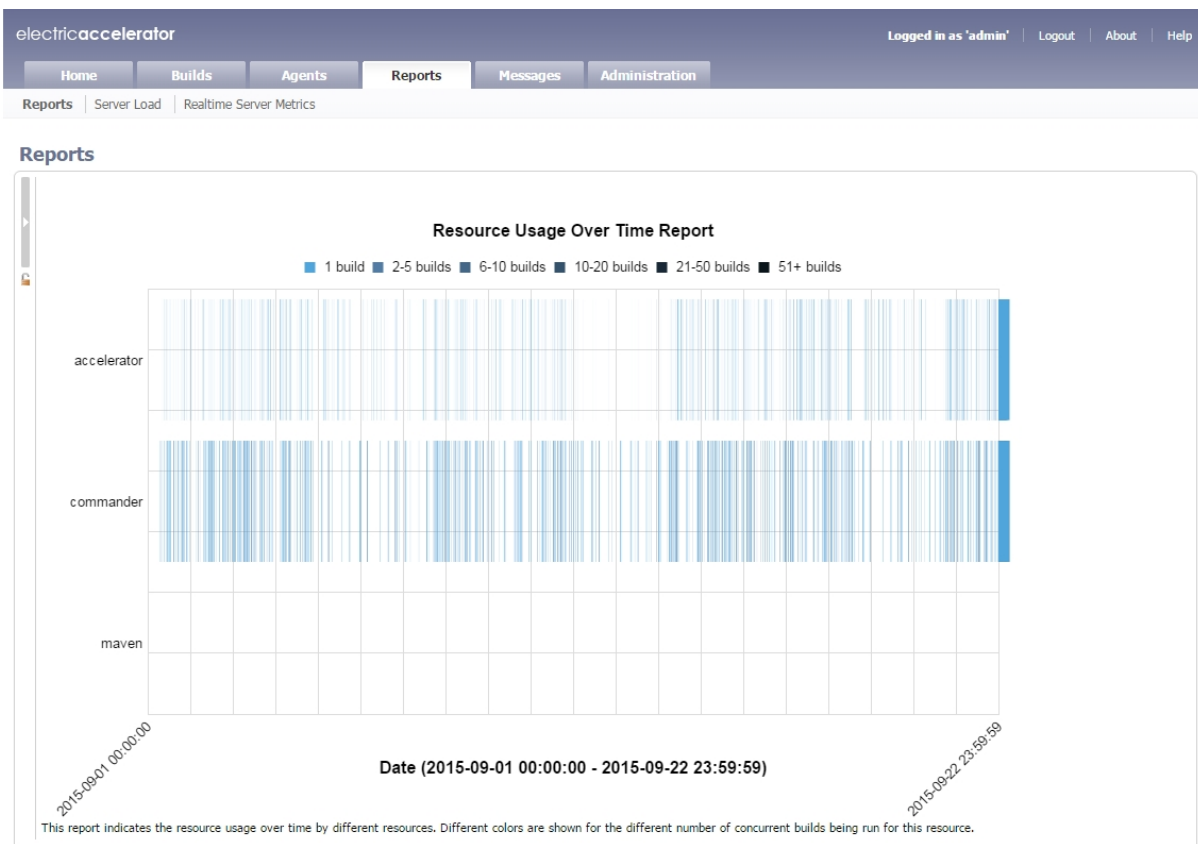 electricaccelerator
Logged in as 'admin' Logout About Help
Home Builds Agents Reports Messages Administration
Reports Server Load Realtime Server Metrics
Reports
Resource Usage Over Time Report
1 build 2-5 builds 6-10 builds 10-20 builds 21-50 builds 51+ builds
accelerator
commander
maven
2015-09-01 00:00:00
2015-09-22 23:59:59
Date (2015-09-01 00:00:00 - 2015-09-22 23:59:59)
This report indicates the resource usage over time by different resources. Different colors are shown for the different number of concurrent builds being run for this resource.